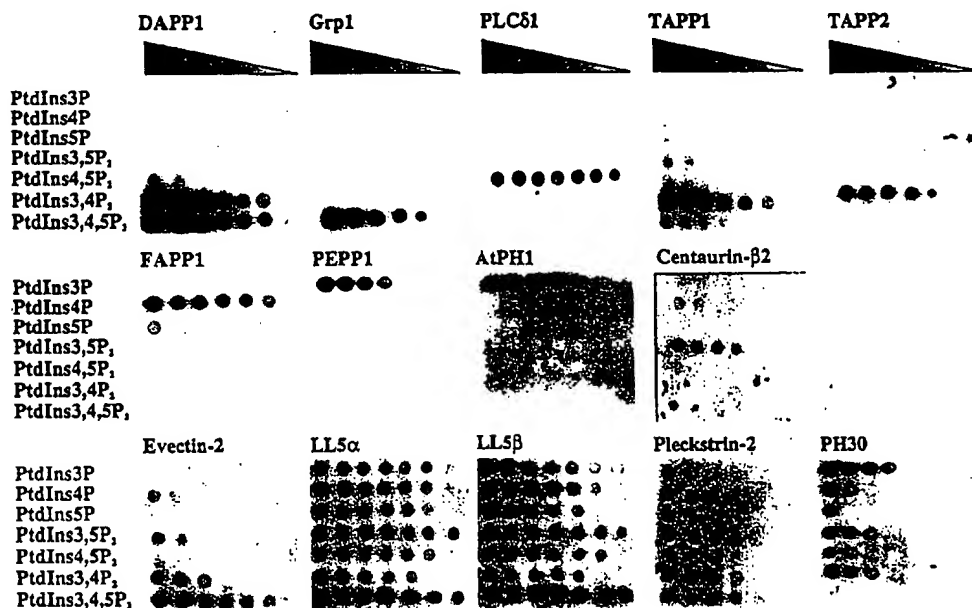 DAPP1 Grp1 PLCδ1 TAPP1 TAPP2
PtdIns3P
PtdIns4P
PtdIns5P
PtdIns3,5P₂
PtdIns4,5P₂
PtdIns3,4P₂
PtdIns3,4,5P₃
FAPP1 PEPP1 AtPH1 Centaurin-β2
PtdIns3P
PtdIns4P
PtdIns5P
PtdIns3,5P₂
PtdIns4,5P₂
PtdIns3,4P₂
PtdIns3,4,5P₃
Evectin-2 LL5α LL5β Pleckstrin-2 PH30
PtdIns3P
PtdIns4P
PtdIns5P
PtdIns3,5P₂
PtdIns4,5P₂
PtdIns3,4P₂
PtdIns3,4,5P₃